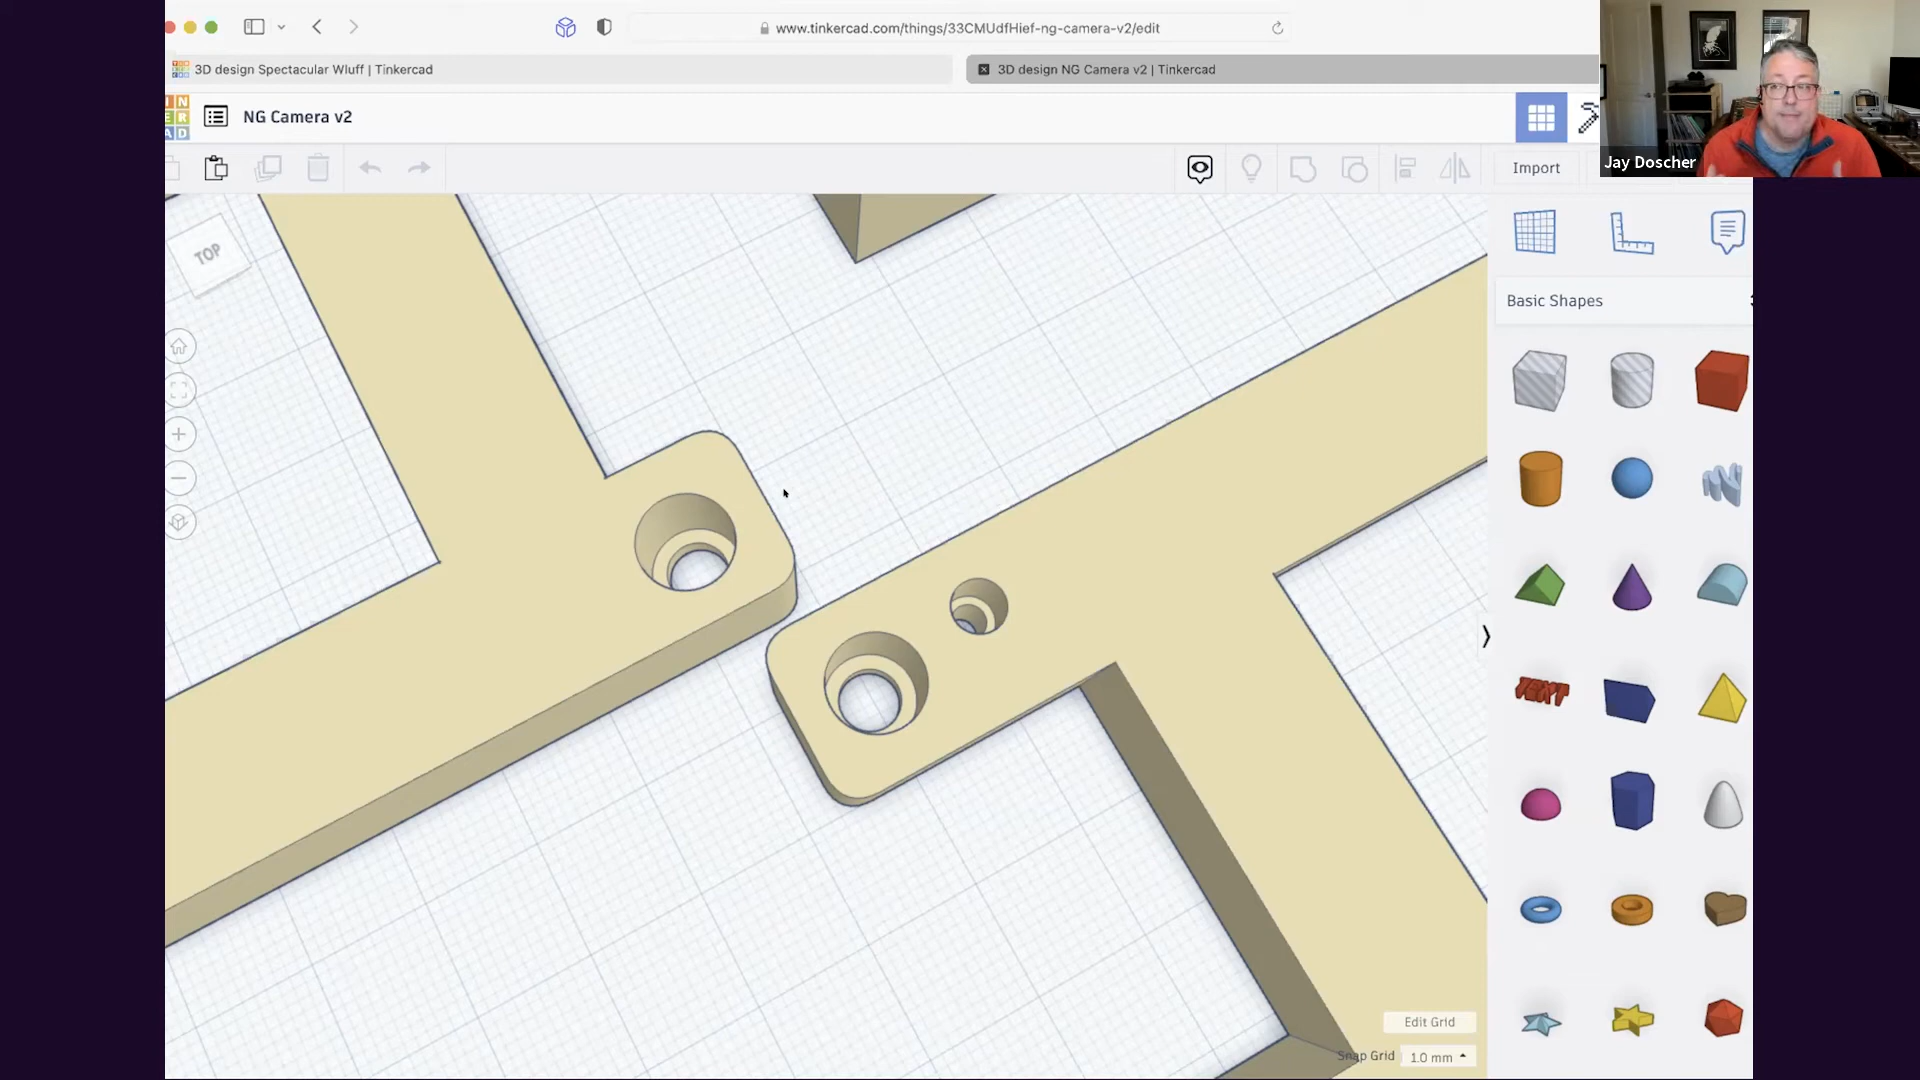 www.tinkercad.com/things/33CMUdfHief-ng-camera-v2/edit
3D design Spectacular Wluff | Tinkercad
3D design NG Camera v2 | Tinkercad
NG Camera v2
Import
Jay Doscher
TOP
Basic Shapes
TEXT
Edit Grid
Snap Grid
1.0 mm